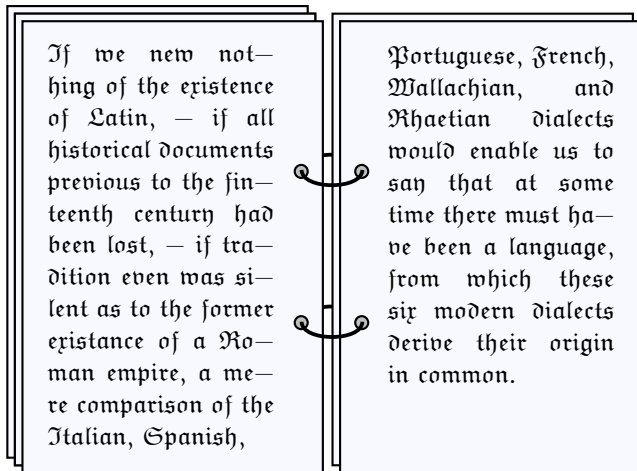 If we new not—
hing of the existence
of Latin, — if all
historical documents
previous to the fin—
teenth century had
been lost, — if tra—
dition even was si—
lent as to the former
existance of a Ro—
man empire, a me—
re comparison of the
Italian, Spanish,
Portuguese, French,
Wallachian, and
Rhaetian dialects
would enable us to
say that at some
time there must ha—
ve been a language,
from which these
six modern dialects
derive their origin
in common.